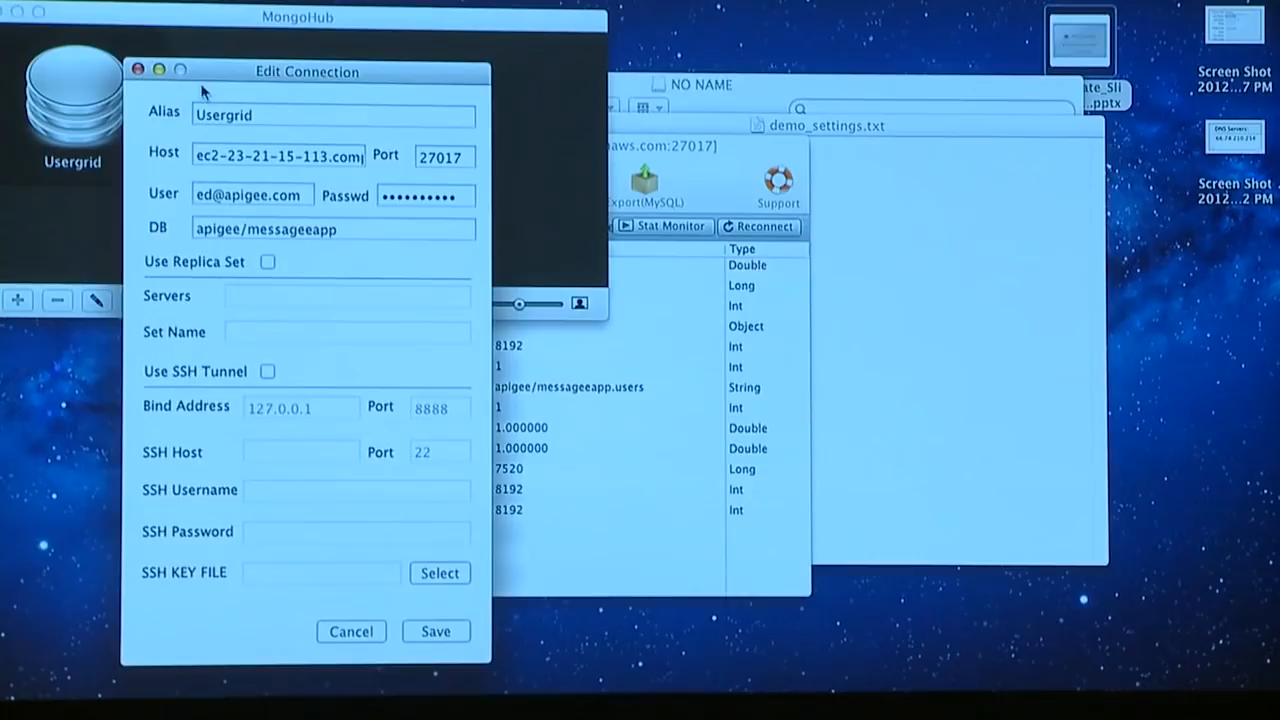 MongoHub
Usergrid
Edit Connection
Alias Usergrid
Host ec2-23-21-15-113.com Port 27017
User ed@apigee.com Passwd ••••••••••
DB apigee/messageeapp
Use Replica Set
Servers
Set Name
Use SSH Tunnel
Bind Address 127.0.0.1 Port 8888
SSH Host Port 22
SSH Username
SSH Password
SSH KEY FILE Select
Cancel Save
NO NAME
demo_settings.txt
aws.com:27017]
Export(MySQL) Support
Stat Monitor Reconnect
Type
Double
Long
Int
Object
8192 Int
1 Int
apigee/messageeapp.users String
1 Int
1.000000 Double
1.000000 Double
7520 Long
8192 Int
8192 Int
ate_Sli
.pptx
Screen Shot
2012...7 PM
DNS Servers:
Screen Shot
2012...2 PM